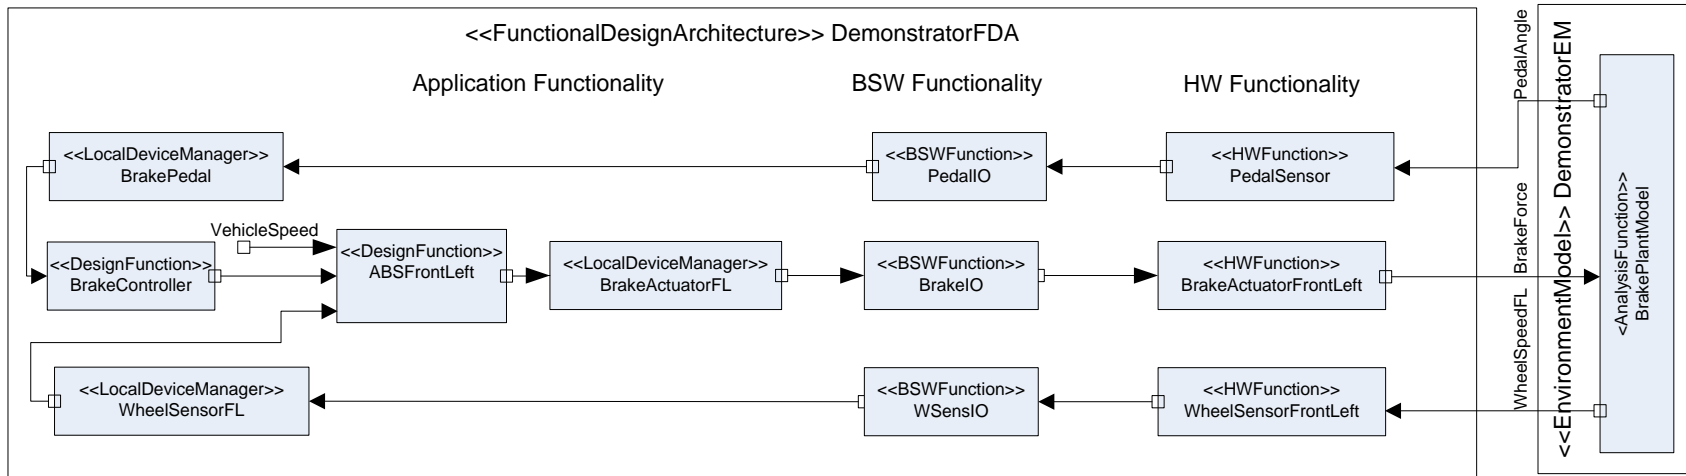 <<FunctionalDesignArchitecture>> DemonstratorFDA
Application Functionality
BSW Functionality
HW Functionality
<<LocalDeviceManager>>
BrakePedal
<<BSWFunction>>
PedalIO
<<HWFunction>>
PedalSensor
PedalAngle
VehicleSpeed
<<DesignFunction>>
BrakeController
<<DesignFunction>>
ABSFrontLeft
<<LocalDeviceManager>>
BrakeActuatorFL
<<BSWFunction>>
BrakeIO
<<HWFunction>>
BrakeActuatorFrontLeft
BrakeForce
<<LocalDeviceManager>>
WheelSensorFL
<<BSWFunction>>
WSensIO
<<HWFunction>>
WheelSensorFrontLeft
WheelSpeedFL
<<EnvironmentModel>> DemonstratorEM
<AnalysisFunction>>
BrakePlantModel